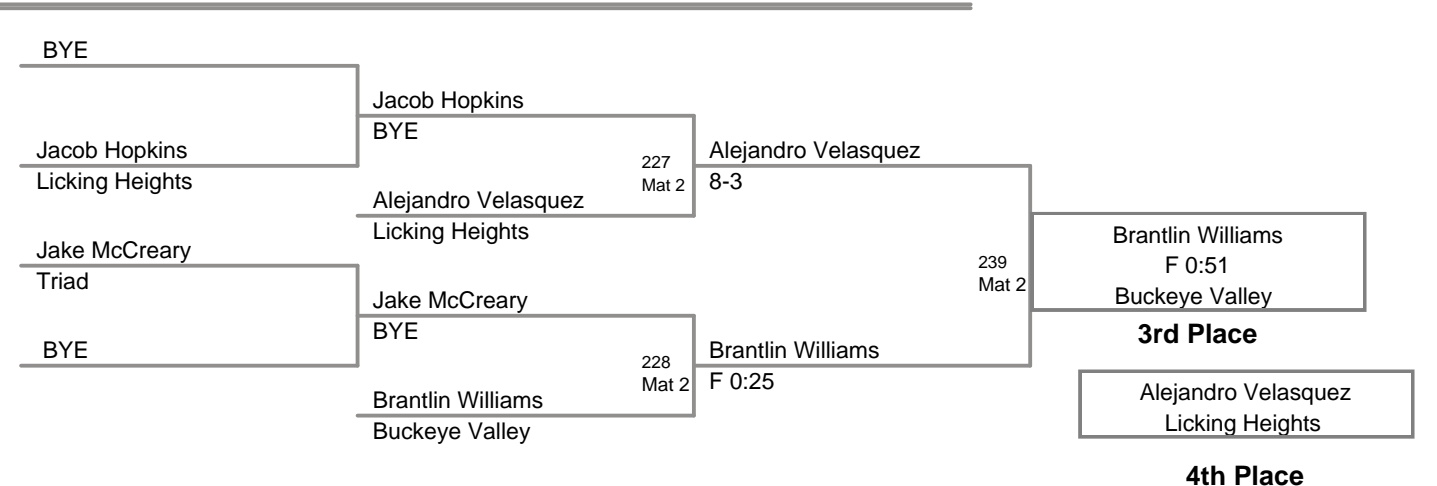 BYE
Jacob Hopkins
Licking Heights
Jake McCreary
Triad
BYE
Jacob Hopkins
BYE
227
Mat 2
Alejandro Velasquez
Licking Heights
Jake McCreary
BYE
228
Mat 2
Brantlin Williams
Buckeye Valley
Alejandro Velasquez
8-3
239
Mat 2
Brantlin Williams
F 0:25
Brantlin Williams
F 0:51
Buckeye Valley
3rd Place
Alejandro Velasquez
Licking Heights
4th Place